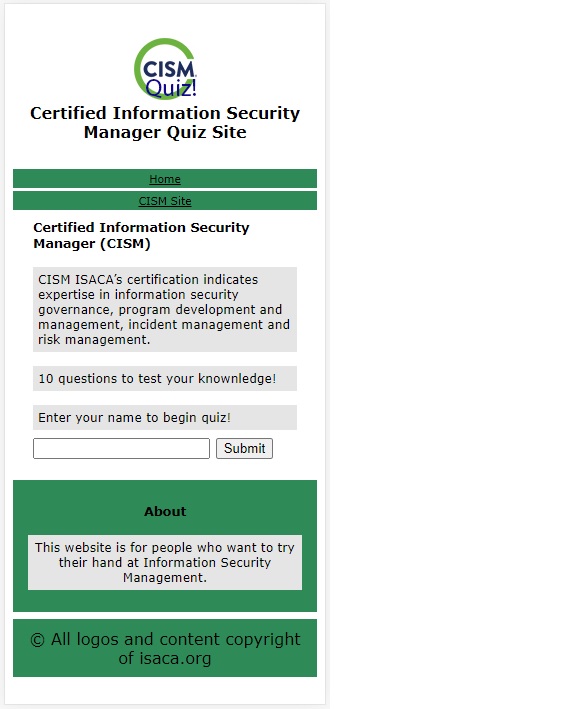 CISM
Quiz!
Certified Information Security
Manager Quiz Site
Home
CISM Site
Certified Information Security
Manager (CISM)
CISM ISACA’s certification indicates
expertise in information security
governance, program development and
management, incident management and
risk management.
10 questions to test your knownledge!
Enter your name to begin quiz!
Submit
About
This website is for people who want to try
their hand at Information Security
Management.
© All logos and content copyright
of isaca.org